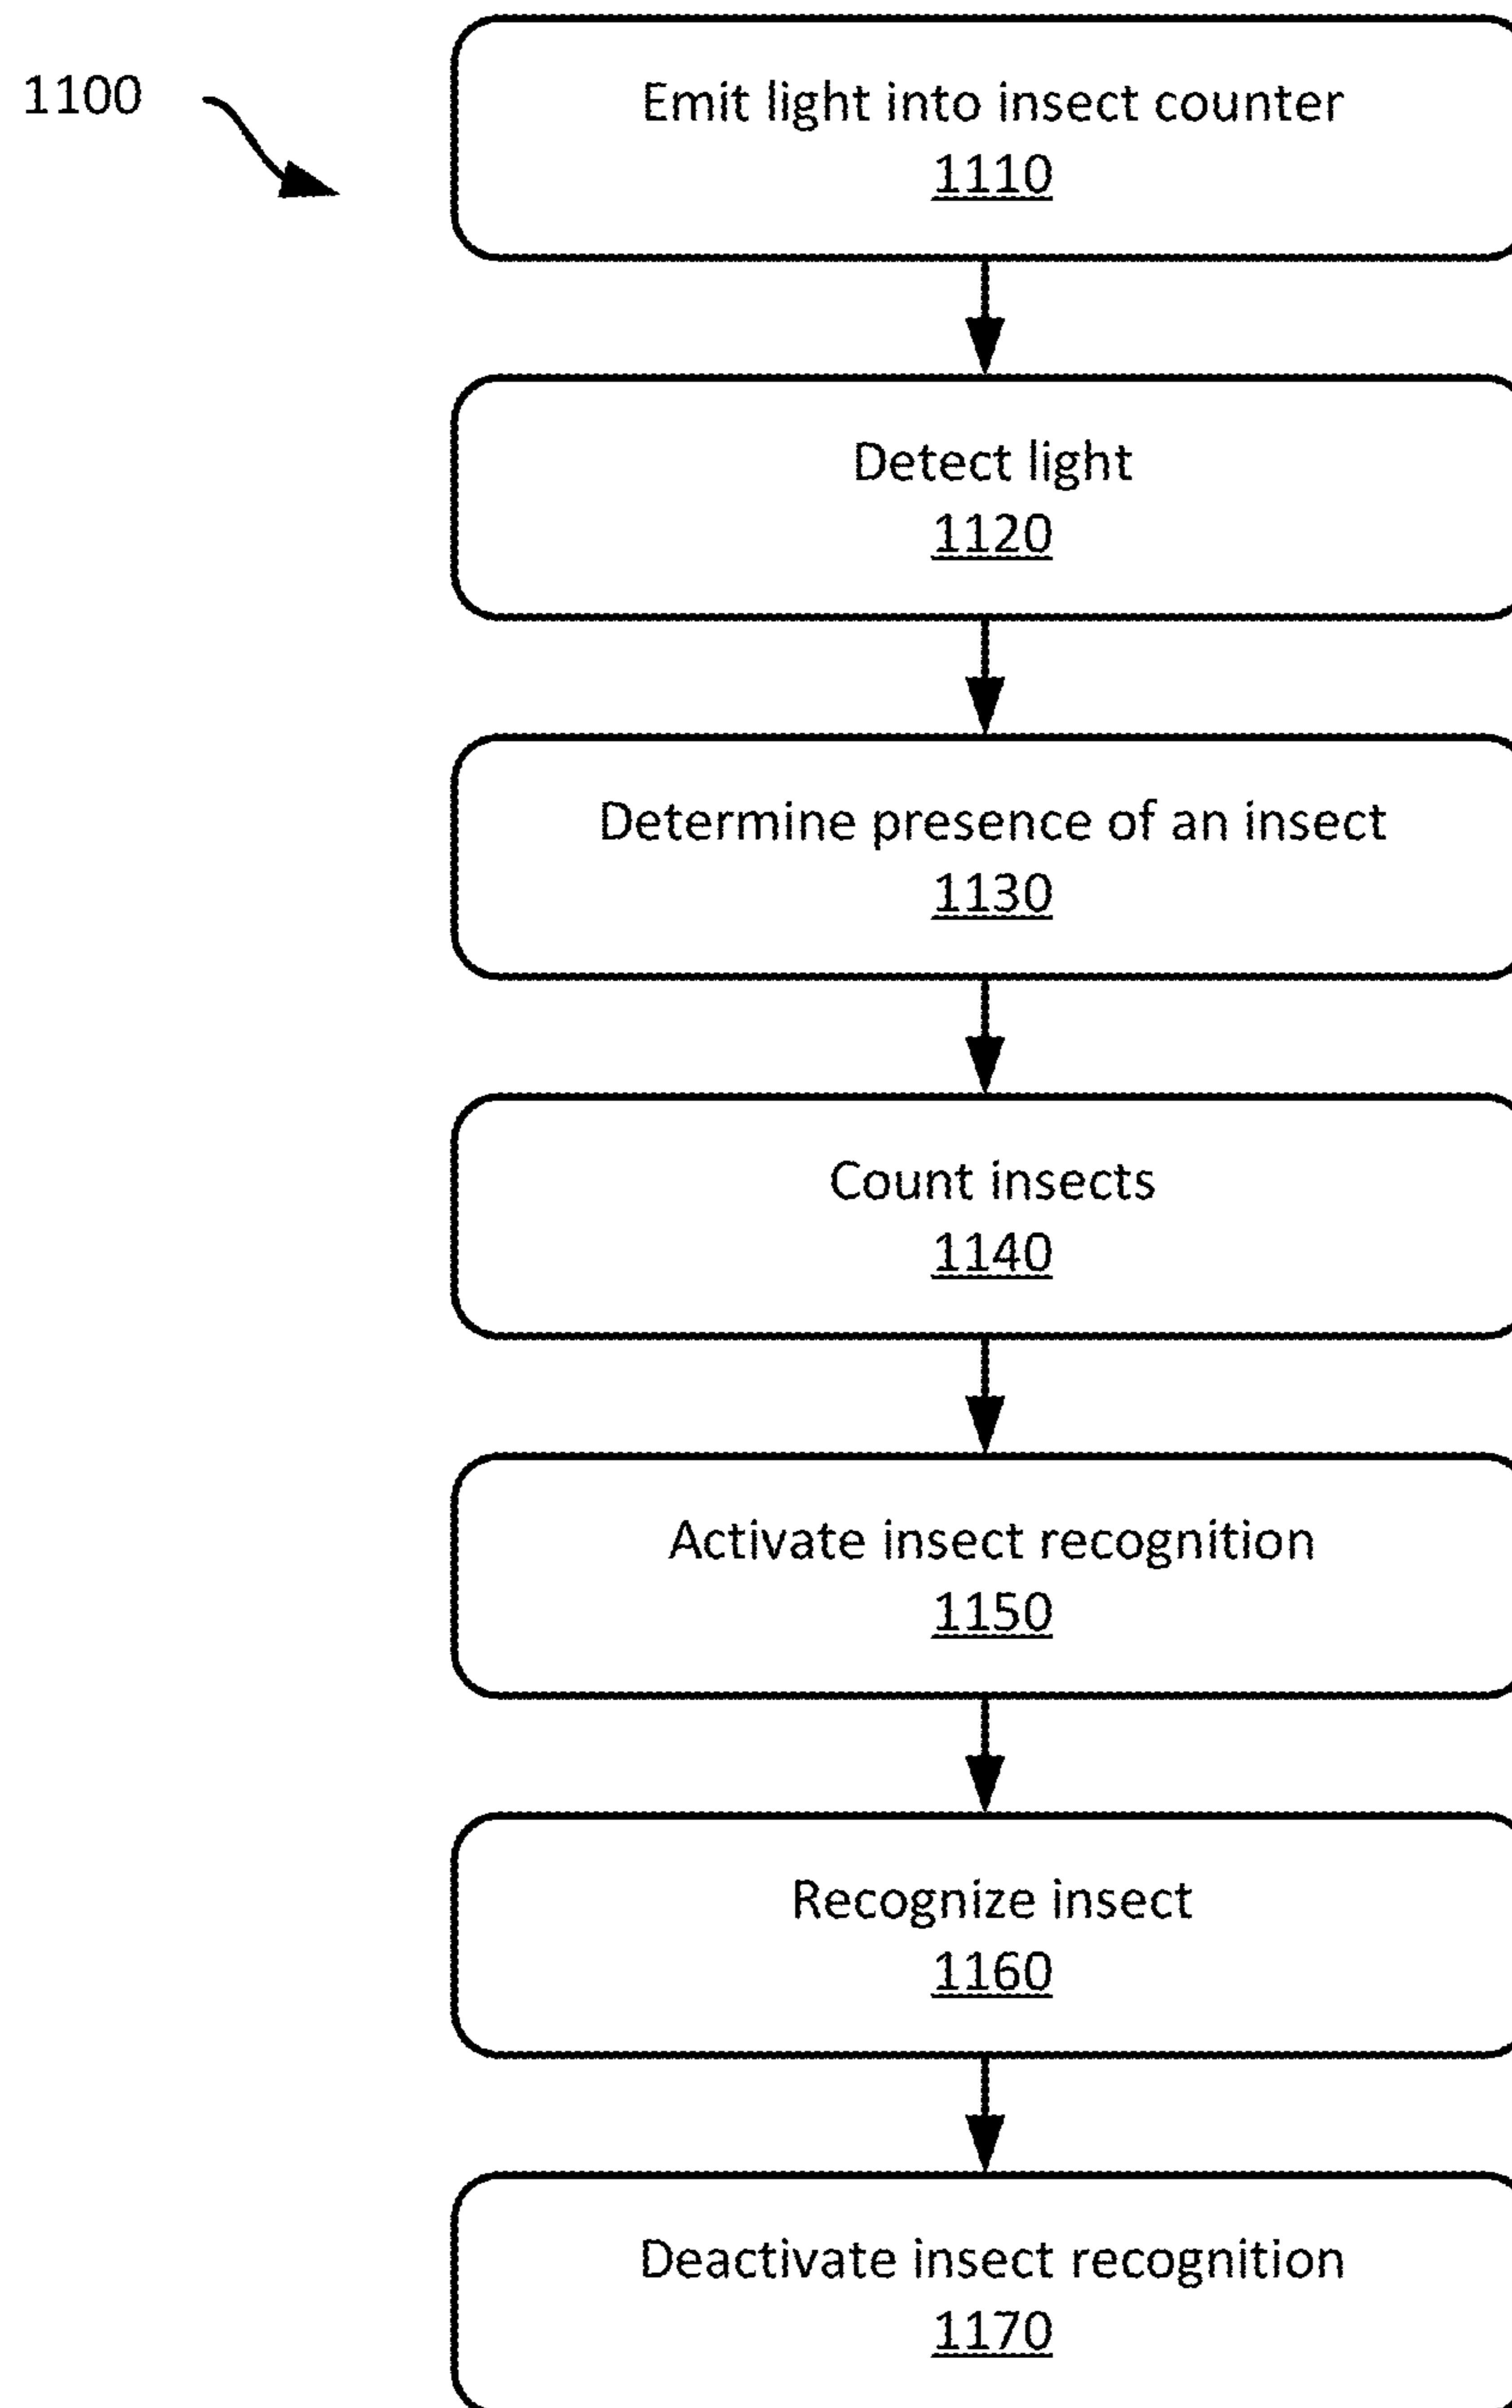 1100
Emit light into insect counter
1110
Detect light
1120
Determine presence of an insect
1130
Count insects
1140
Activate insect recognition
1150
Recognize insect
1160
Deactivate insect recognition
1170